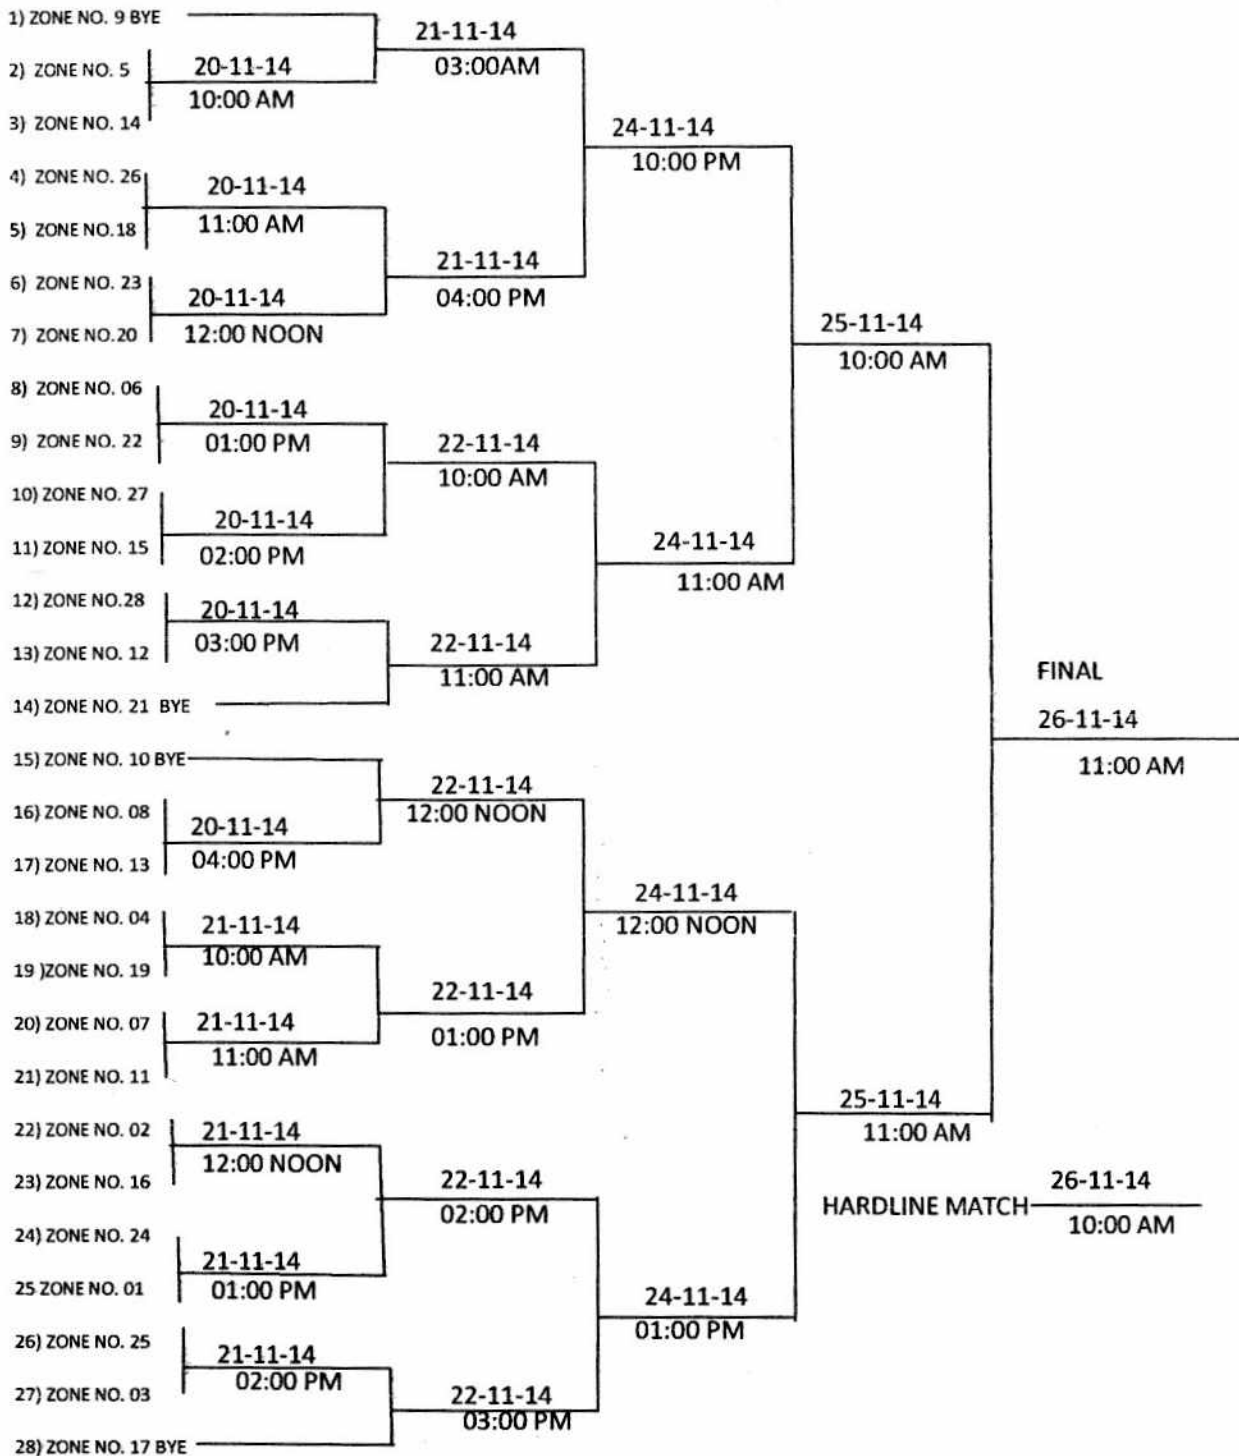 1) ZONE NO. 9 BYE
2) ZONE NO. 5
3) ZONE NO. 14
4) ZONE NO. 26
5) ZONE NO.18
6) ZONE NO. 23
7) ZONE NO.20
8) ZONE NO. 06
9) ZONE NO. 22
10) ZONE NO. 27
11) ZONE NO. 15
12) ZONE NO.28
13) ZONE NO. 12
14) ZONE NO. 21 BYE
15) ZONE NO. 10 BYE
16) ZONE NO. 08
17) ZONE NO. 13
18) ZONE NO. 04
19 )ZONE NO. 19
20) ZONE NO. 07
21) ZONE NO. 11
22) ZONE NO. 02
23) ZONE NO. 16
24) ZONE NO. 24
25 ZONE NO. 01
26) ZONE NO. 25
27) ZONE NO. 03
28) ZONE NO. 17 BYE
20-11-14
10:00 AM
20-11-14
11:00 AM
20-11-14
12:00 NOON
20-11-14
01:00 PM
20-11-14
02:00 PM
20-11-14
03:00 PM
20-11-14
04:00 PM
21-11-14
10:00 AM
21-11-14
11:00 AM
21-11-14
12:00 NOON
21-11-14
01:00 PM
21-11-14
02:00 PM
21-11-14
03:00AM
21-11-14
04:00 PM
22-11-14
10:00 AM
22-11-14
11:00 AM
22-11-14
12:00 NOON
22-11-14
01:00 PM
22-11-14
02:00 PM
22-11-14
03:00 PM
24-11-14
10:00 PM
24-11-14
11:00 AM
24-11-14
12:00 NOON
24-11-14
01:00 PM
25-11-14
10:00 AM
25-11-14
11:00 AM
FINAL
26-11-14
11:00 AM
HARDLINE MATCH
26-11-14
10:00 AM